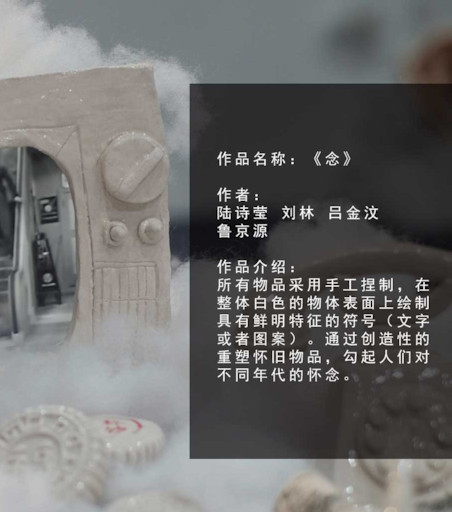 作品名称：《念》
作者：
陆诗莹 刘林 吕金汶
鲁京源
作品介绍：
所有物品采用手工捏制，在
整体白色的物体表面上绘制
具有鲜明特征的符号（文字
或者图案）。通过创造性的
重塑怀旧物品，勾起人们对
不同年代的怀念。